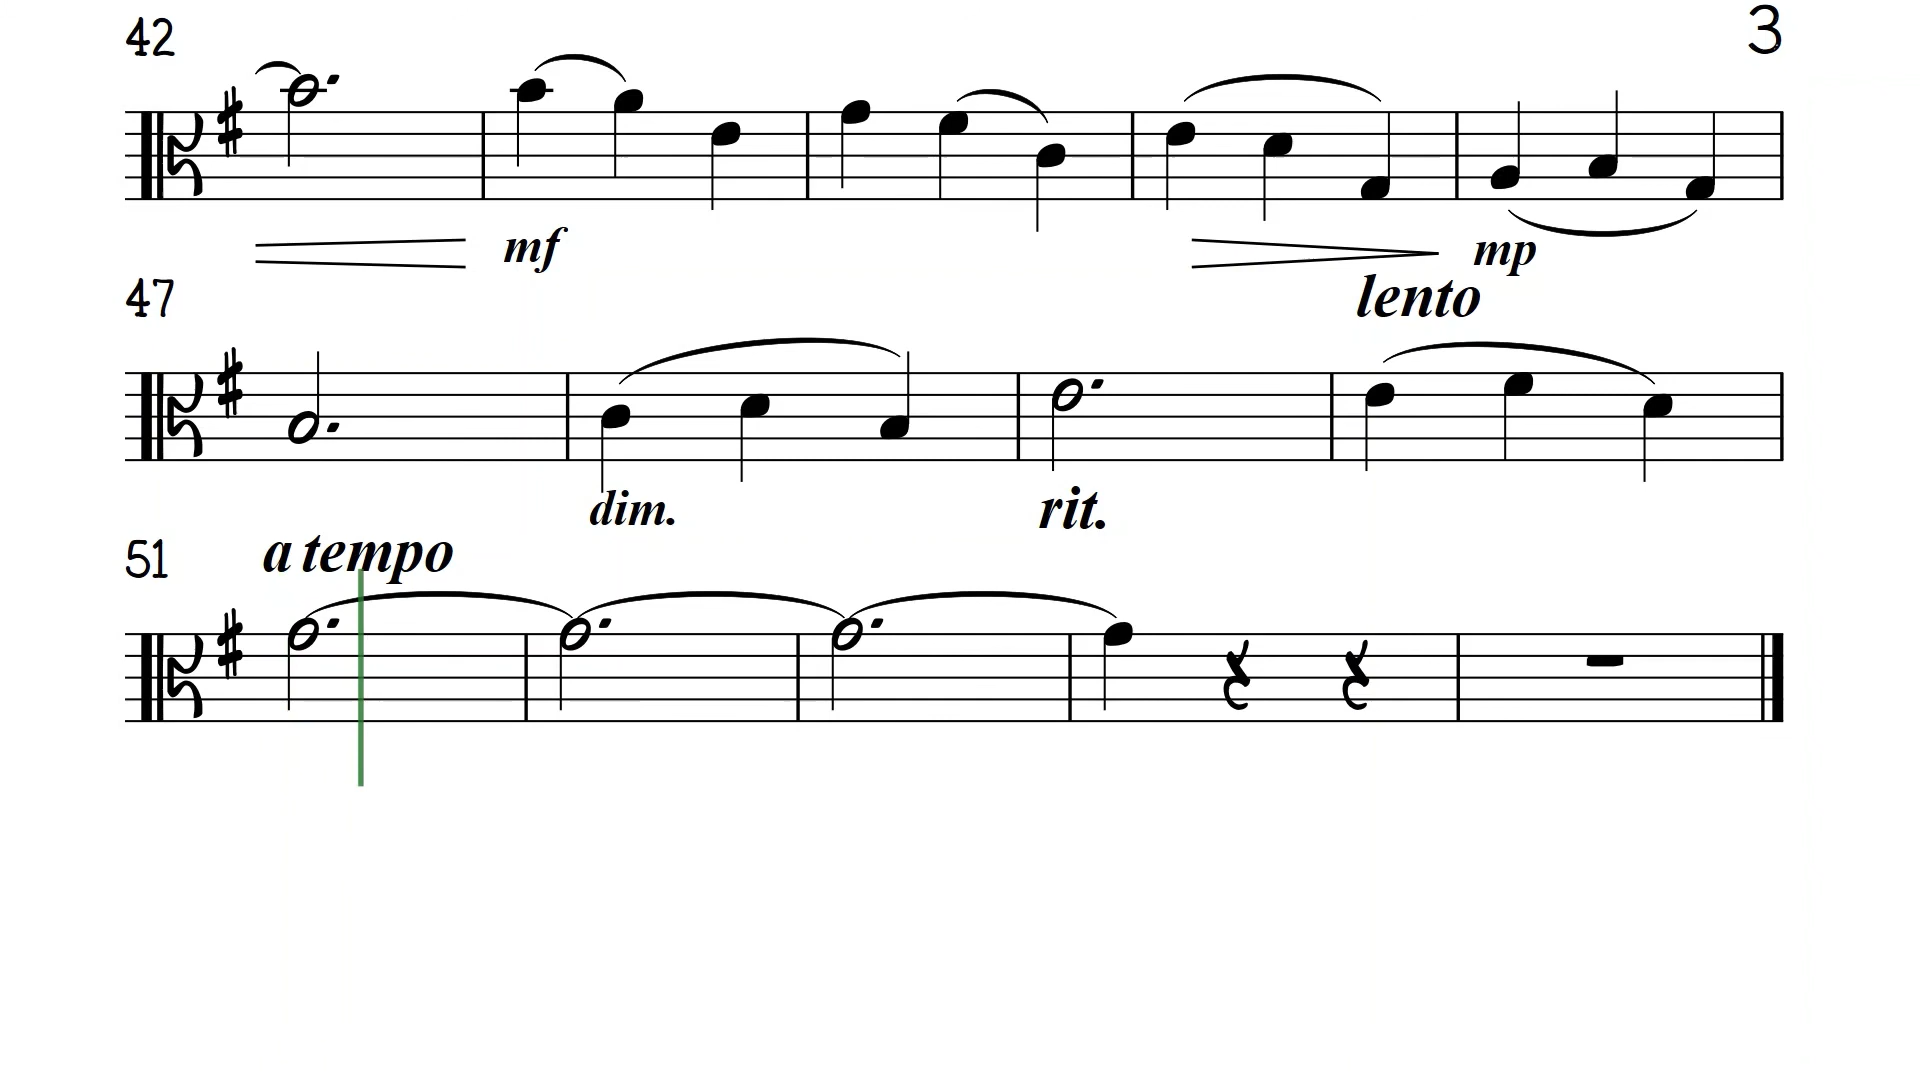 42 3
mf mp
47 lento
dim. rit.
51 a tempo